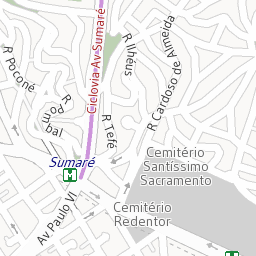 R Poconé
Ciclovia Av Sumaré
R Ilhéus
R Cardoso de Almeida
R Pombal
R Tefé
Sumaré
M
Cemitério
Santíssimo
Sacramento
Av Paulo VI
Cemitério
Redentor